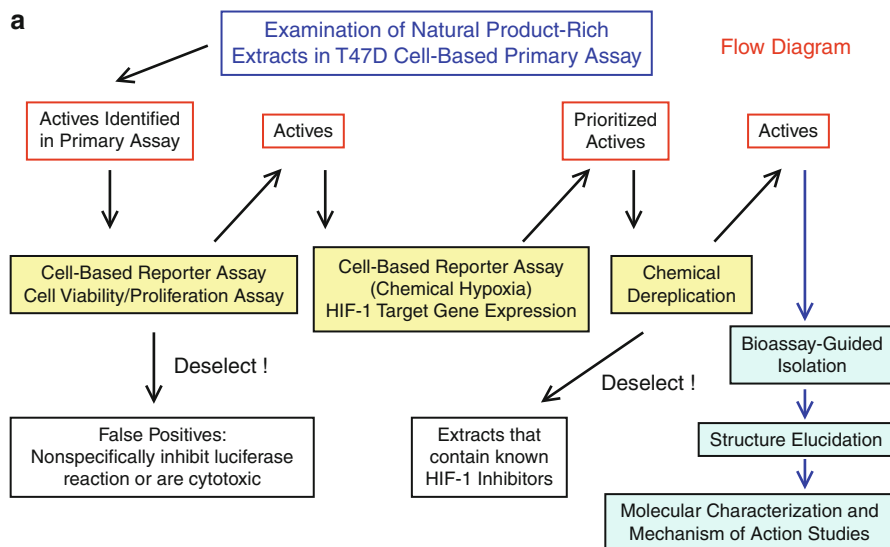 a
Examination of Natural Product-Rich
Extracts in T47D Cell-Based Primary Assay
Flow Diagram
Actives Identified
in Primary Assay
Actives
Prioritized
Actives
Actives
Cell-Based Reporter Assay
Cell Viability/Proliferation Assay
Cell-Based Reporter Assay
(Chemical Hypoxia)
HIF-1 Target Gene Expression
Chemical
Dereplication
Bioassay-Guided
Isolation
Deselect !
Deselect !
False Positives:
Nonspecifically inhibit luciferase
reaction or are cytotoxic
Extracts that
contain known
HIF-1 Inhibitors
Structure Elucidation
Molecular Characterization and
Mechanism of Action Studies